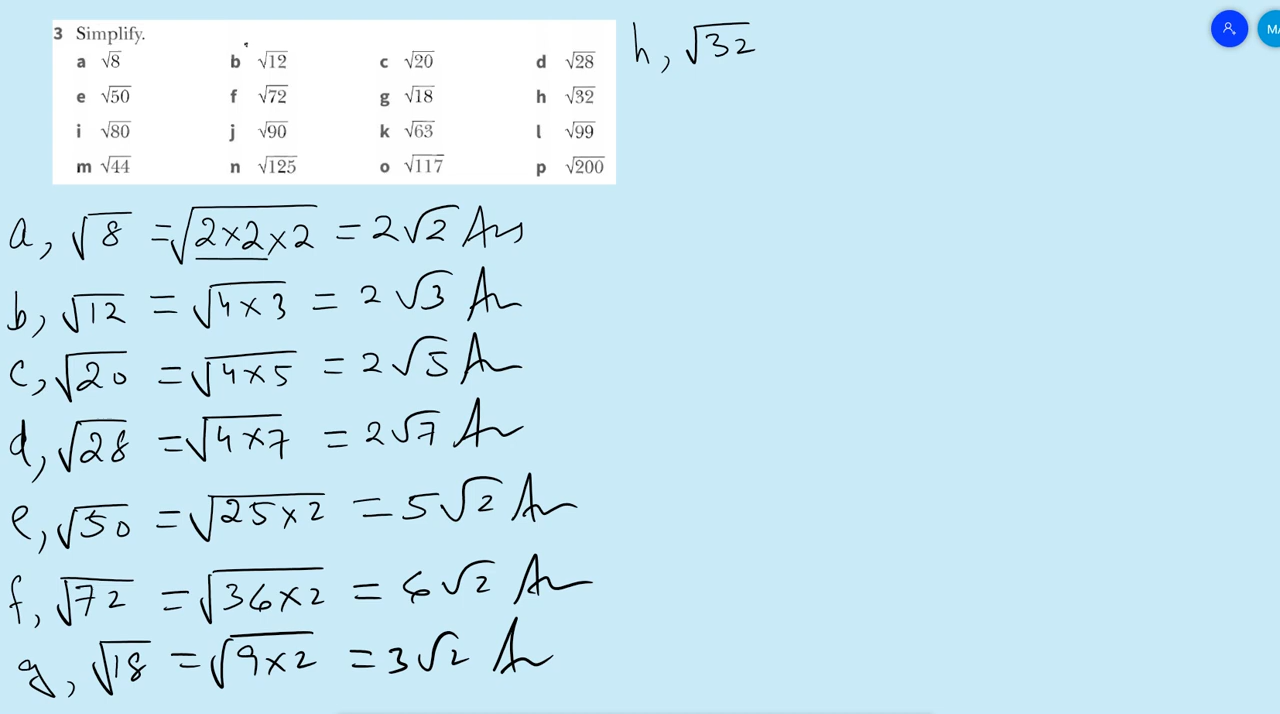 3 Simplify.
a √8 b √12 c √20 d √28
e √50 f √72 g √18 h √32
i √80 j √90 k √63 l √99
m √44 n √125 o √117 p √200
h, √32
MA
a, √8 = √2×2×2 = 2√2 Ans
b, √12 = √4×3 = 2√3 An
c, √20 = √4×5 = 2√5 An
d, √28 = √4×7 = 2√7 An
e, √50 = √25×2 = 5√2 An
f, √72 = √36×2 = 6√2 An
g, √18 = √9×2 = 3√2 An